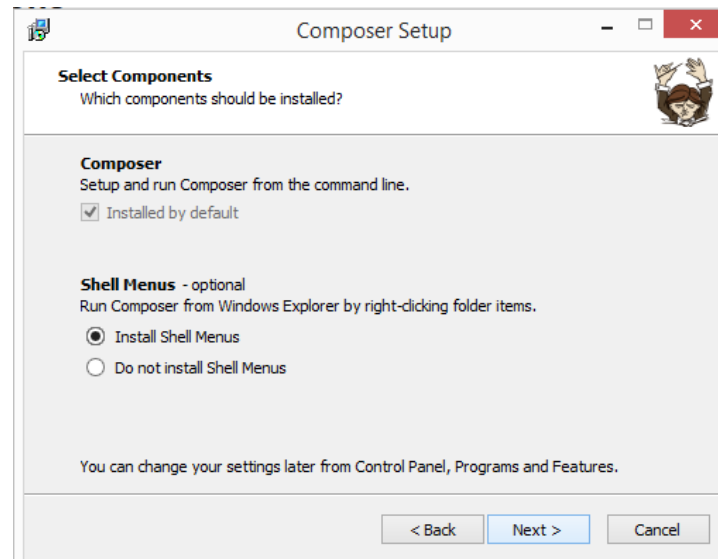 Composer Setup
Select Components
Which components should be installed?
Composer
Setup and run Composer from the command line.
Installed by default
Shell Menus - optional
Run Composer from Windows Explorer by right-clicking folder items.
Install Shell Menus
Do not install Shell Menus
You can change your settings later from Control Panel, Programs and Features.
< Back Next > Cancel